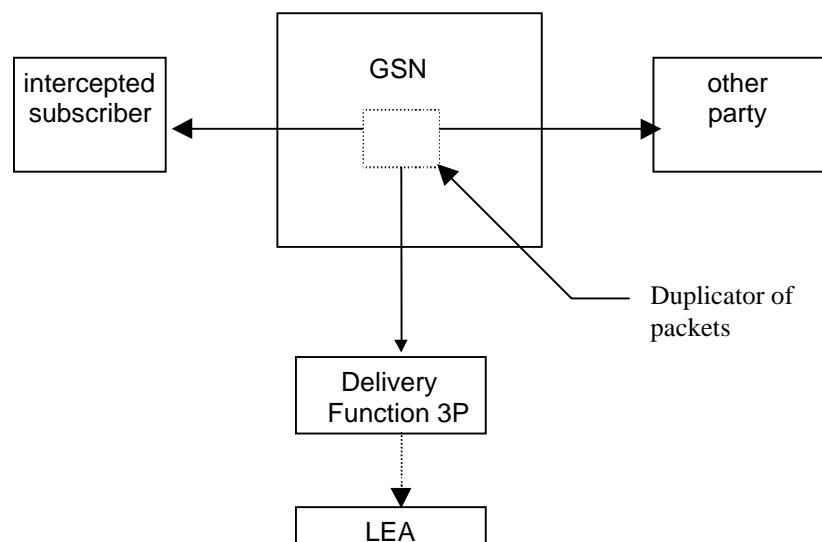 GSN
intercepted
subscriber
other
party
Duplicator of
packets
Delivery
Function 3P
LEA